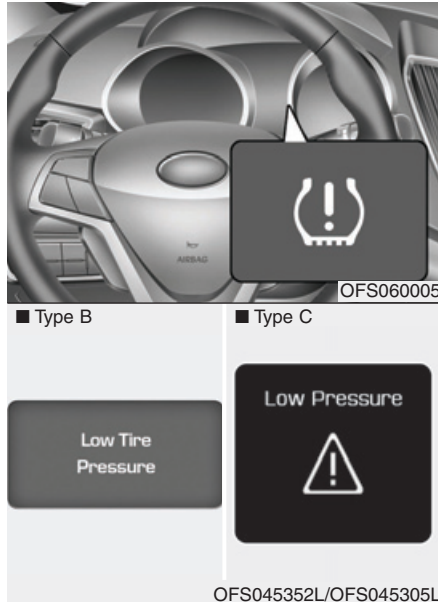 AIRBAG
OFS060005
■ Type B
■ Type C
Low Tire
Pressure
Low Pressure
OFS045352L/OFS045305L